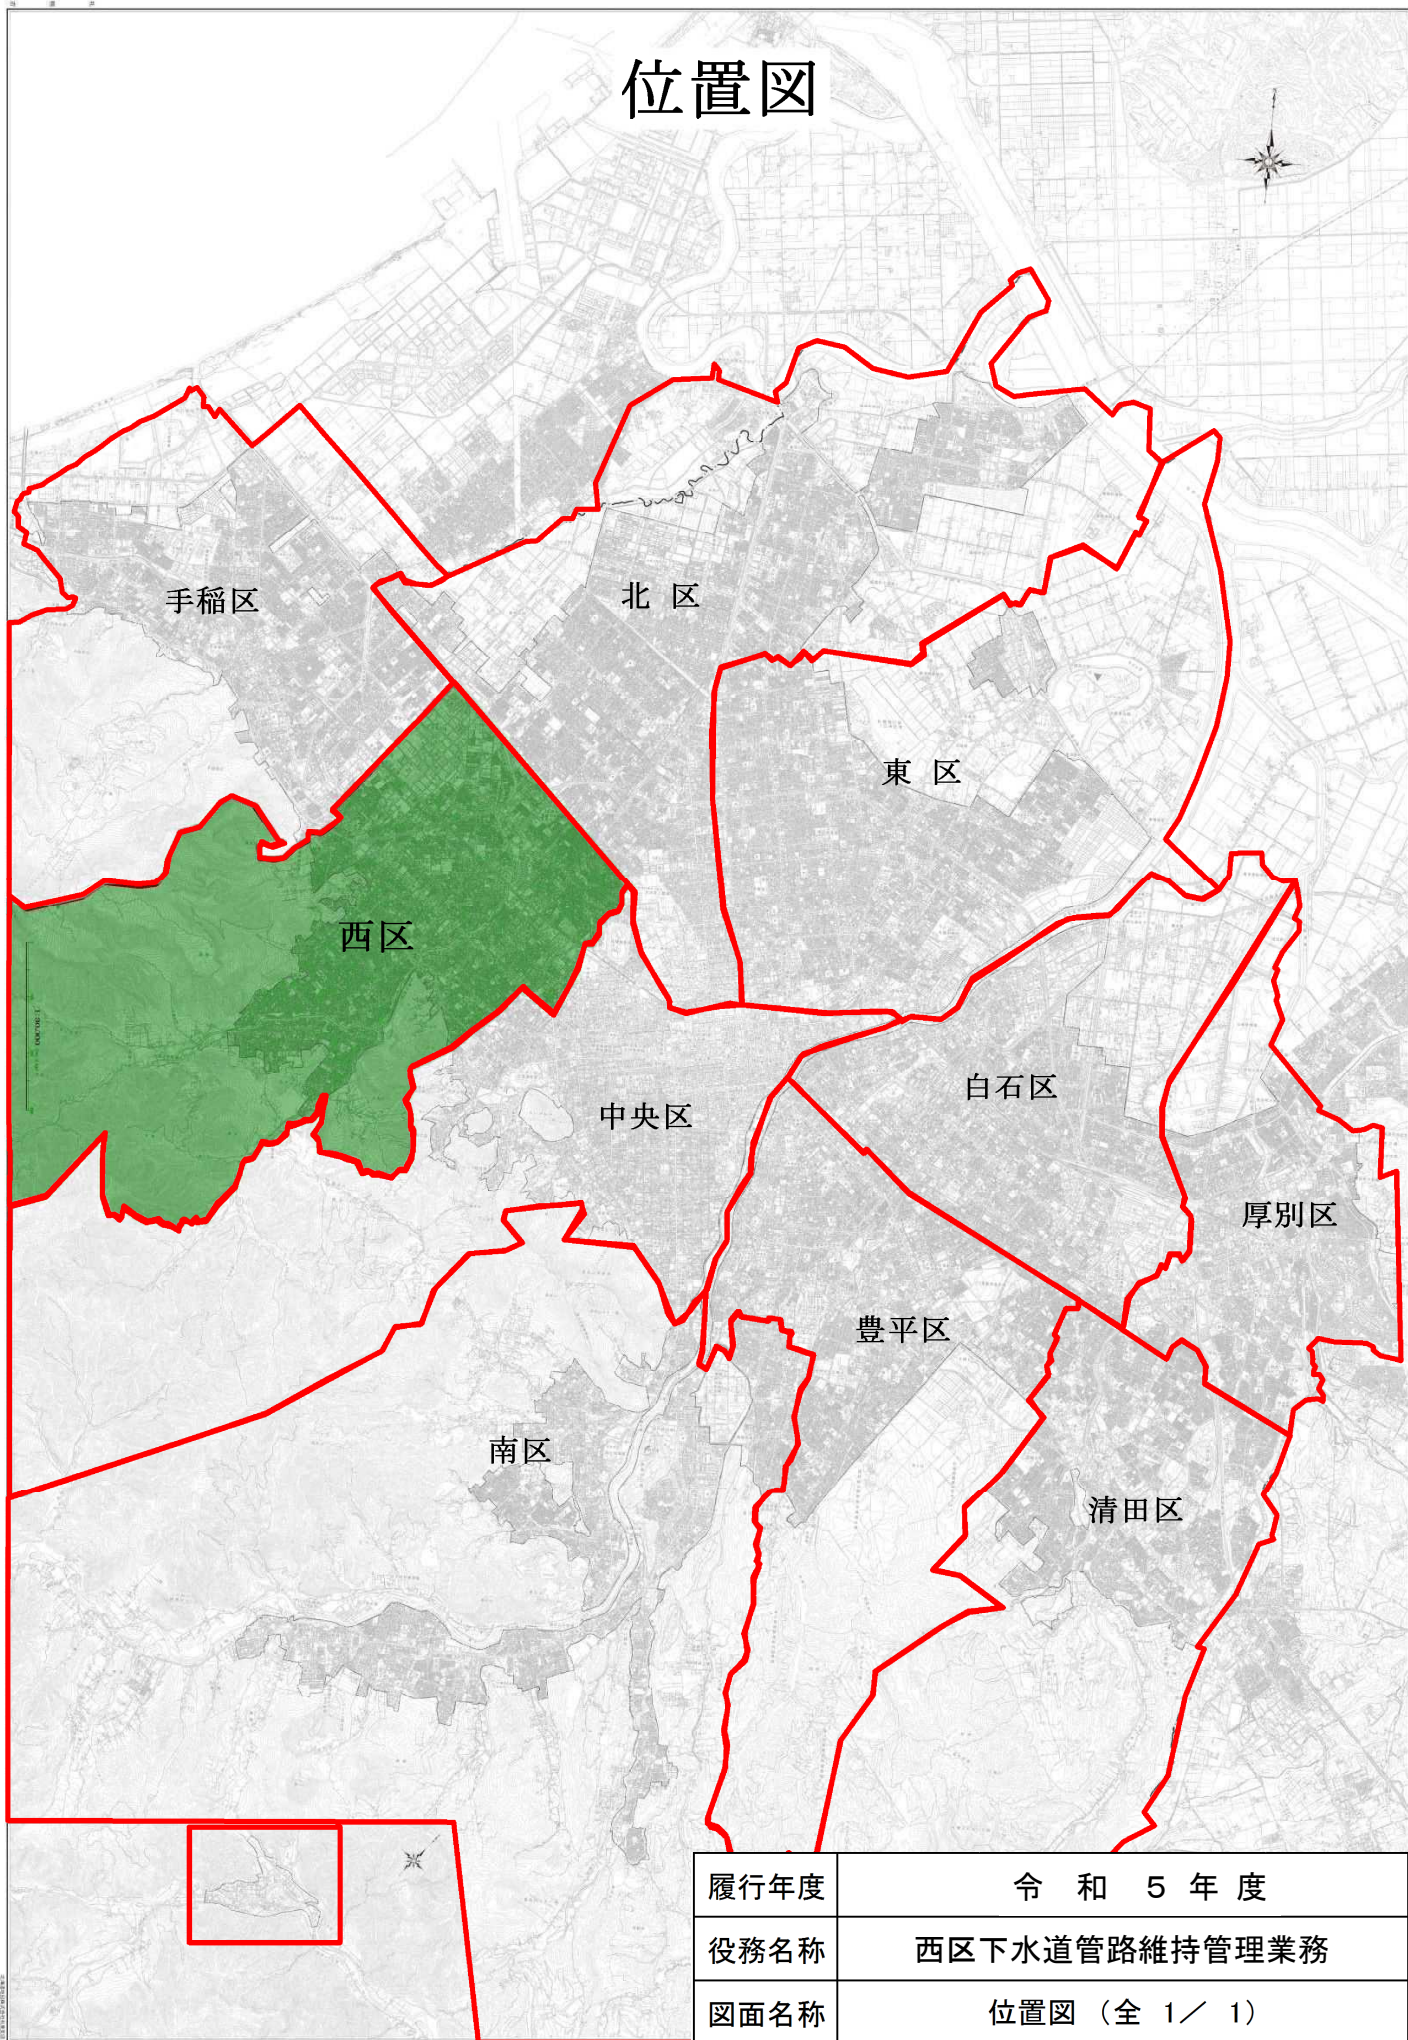 位置図
手稲区
北 区
東 区
西区
1:30,000
白石区
中央区
厚別区
豊平区
南区
清田区
履行年度 令 和 5 年 度
役務名称 西区下水道管路維持管理業務
図面名称 位置図 (全 1/ 1)